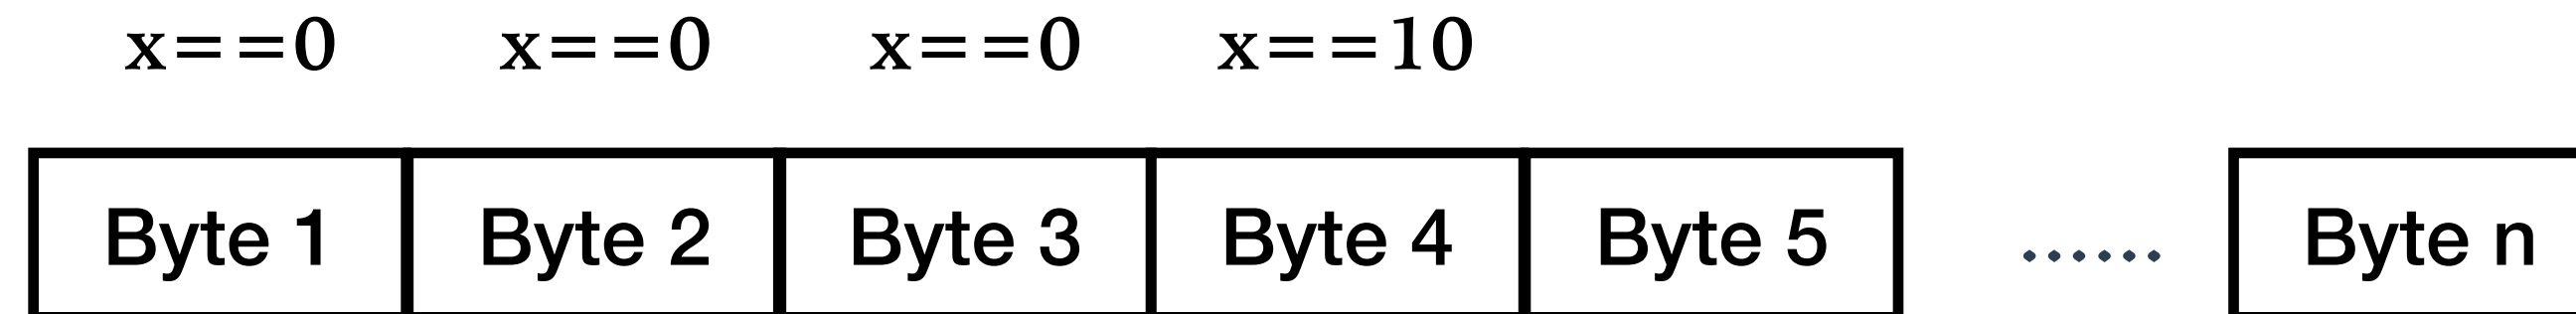 x==0 x==0 x==0 x==10
Byte 1 Byte 2 Byte 3 Byte 4 Byte 5 ...... Byte n